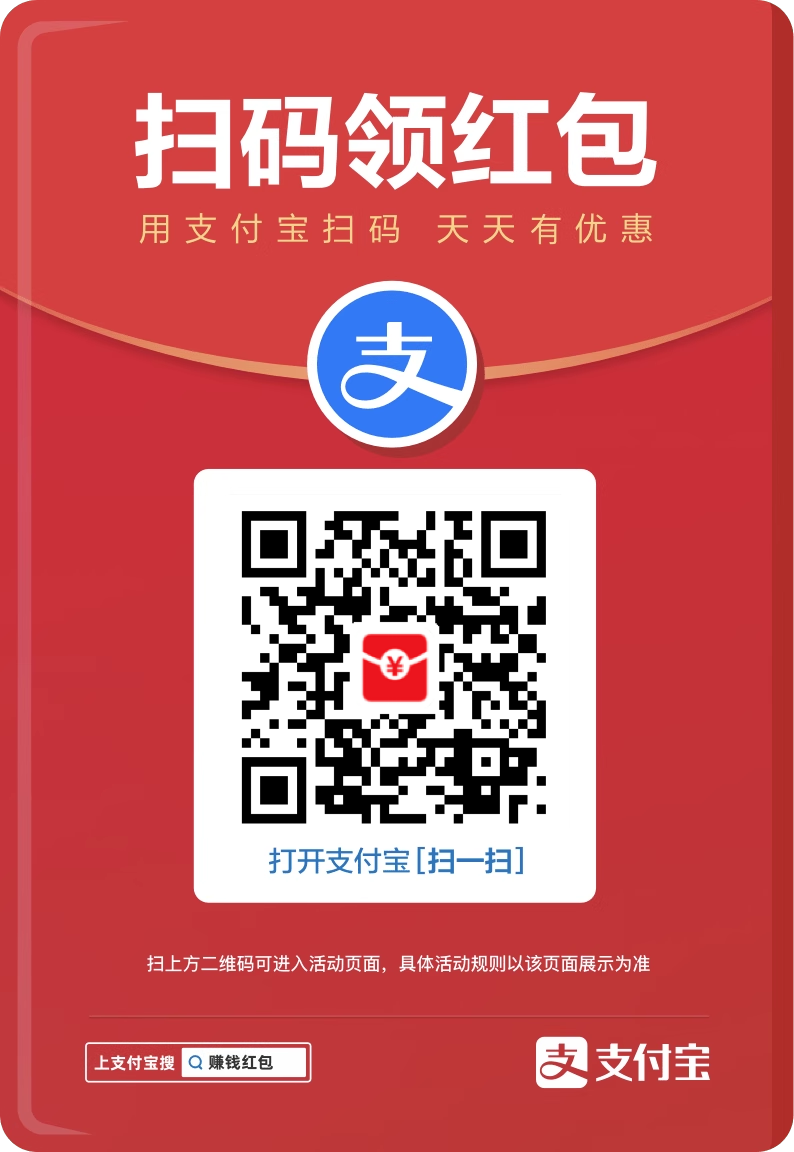 扫码领红包
用支付宝扫码 天天有优惠
支
¥
打开支付宝[扫一扫]
扫上方二维码可进入活动页面，具体活动规则以该页面展示为准
上支付宝搜 赚钱红包
支 支付宝